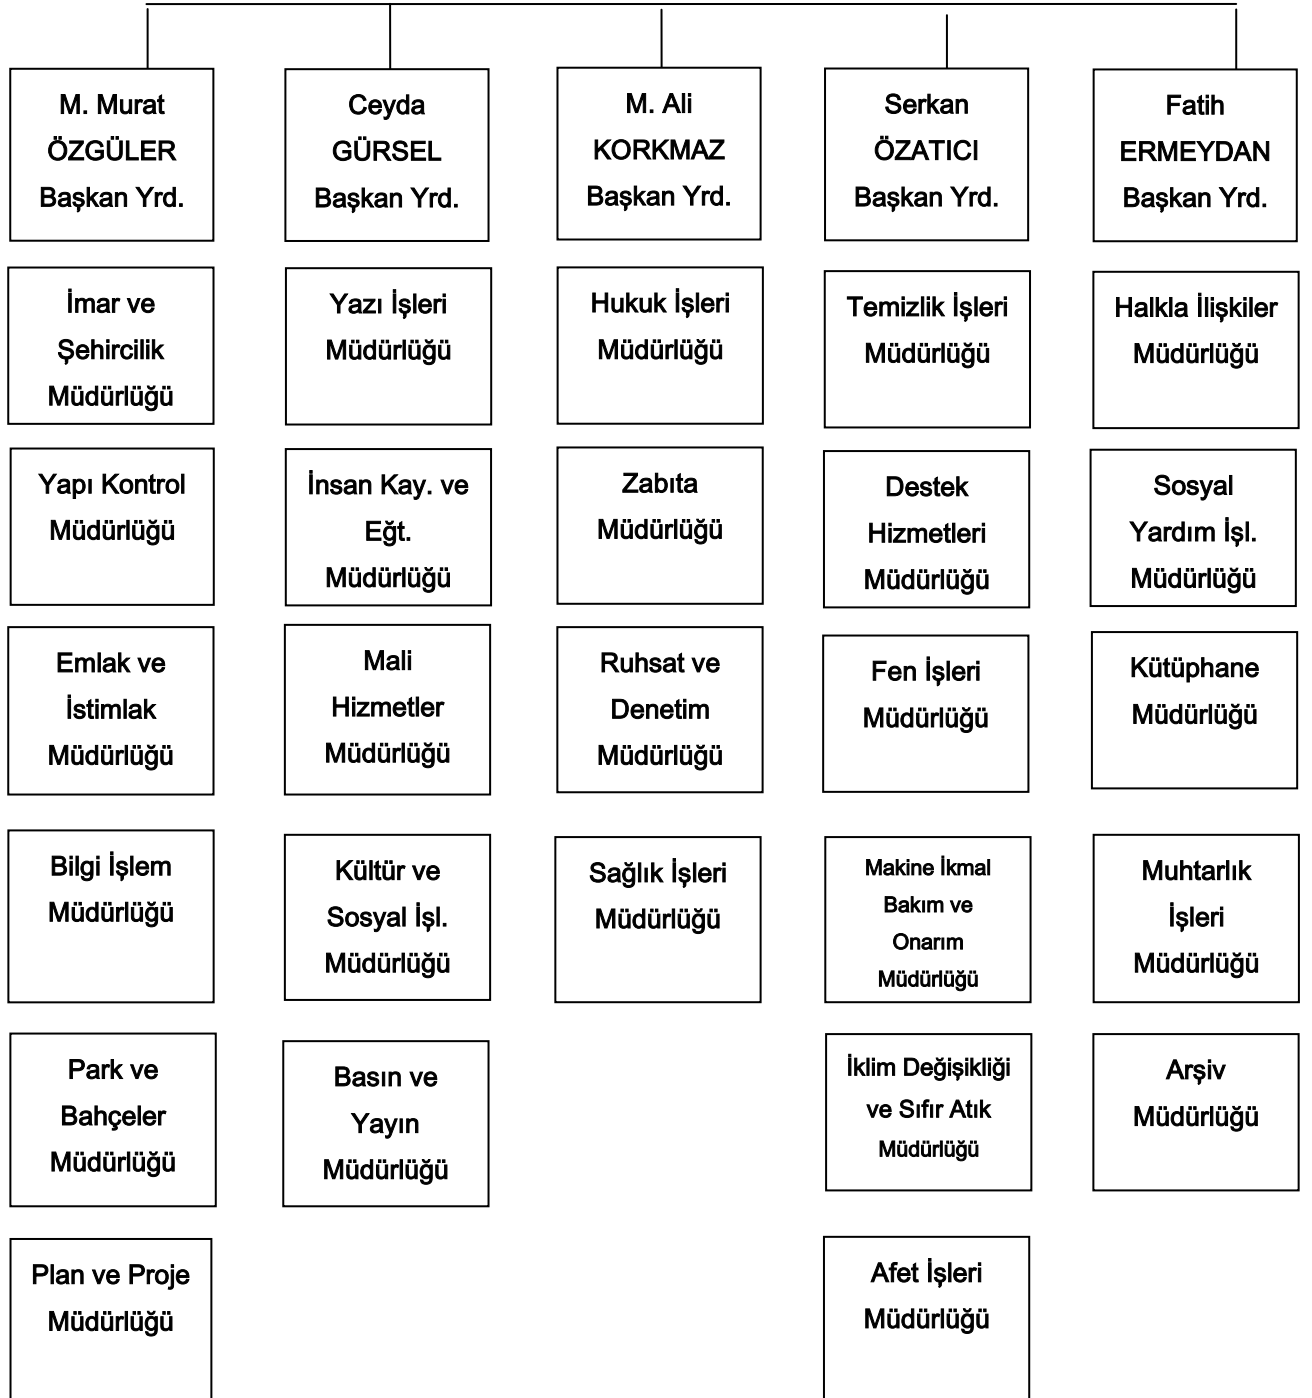 M. Murat
ÖZGÜLER
Başkan Yrd.
Ceyda
GÜRSEL
Başkan Yrd.
M. Ali
KORKMAZ
Başkan Yrd.
Serkan
ÖZATICI
Başkan Yrd.
Fatih
ERMEYDAN
Başkan Yrd.
İmar ve
Şehircilik
Müdürlüğü
Yazı İşleri
Müdürlüğü
Hukuk İşleri
Müdürlüğü
Temizlik İşleri
Müdürlüğü
Halkla İlişkiler
Müdürlüğü
Yapı Kontrol
Müdürlüğü
İnsan Kay. ve
Eğt.
Müdürlüğü
Zabıta
Müdürlüğü
Destek
Hizmetleri
Müdürlüğü
Sosyal
Yardım İşl.
Müdürlüğü
Emlak ve
İstimlak
Müdürlüğü
Mali
Hizmetler
Müdürlüğü
Ruhsat ve
Denetim
Müdürlüğü
Fen İşleri
Müdürlüğü
Kütüphane
Müdürlüğü
Bilgi İşlem
Müdürlüğü
Kültür ve
Sosyal İşl.
Müdürlüğü
Sağlık İşleri
Müdürlüğü
Makine İkmal
Bakım ve
Onarım
Müdürlüğü
Muhtarlık
İşleri
Müdürlüğü
Park ve
Bahçeler
Müdürlüğü
Basın ve
Yayın
Müdürlüğü
İklim Değişikliği
ve Sıfır Atık
Müdürlüğü
Arşiv
Müdürlüğü
Plan ve Proje
Müdürlüğü
Afet İşleri
Müdürlüğü